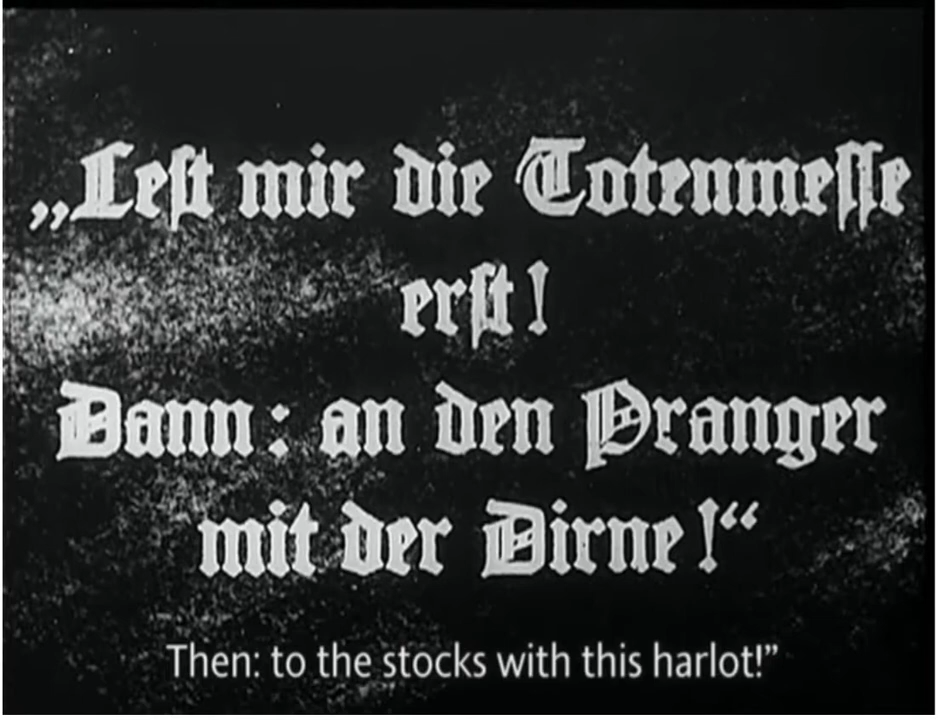 „Lest mir die Totenmesse
erst!
Dann: an den Pranger
mit der Dirne!“
Then: to the stocks with this harlot!”